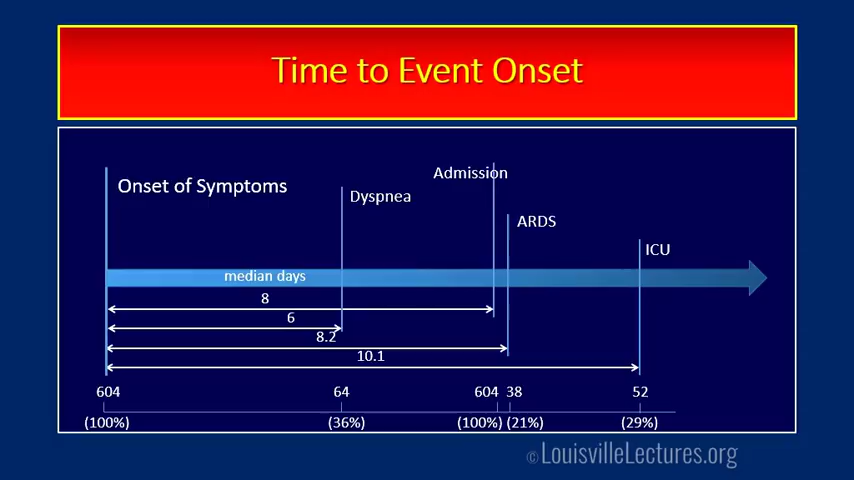 Time to Event Onset
Admission
Onset of Symptoms
Dyspnea
ARDS
ICU
median days
8
6
8.2
10.1
604 64 604 38 52
(100%) (36%) (100%) (21%) (29%)
© LouisvilleLectures.org